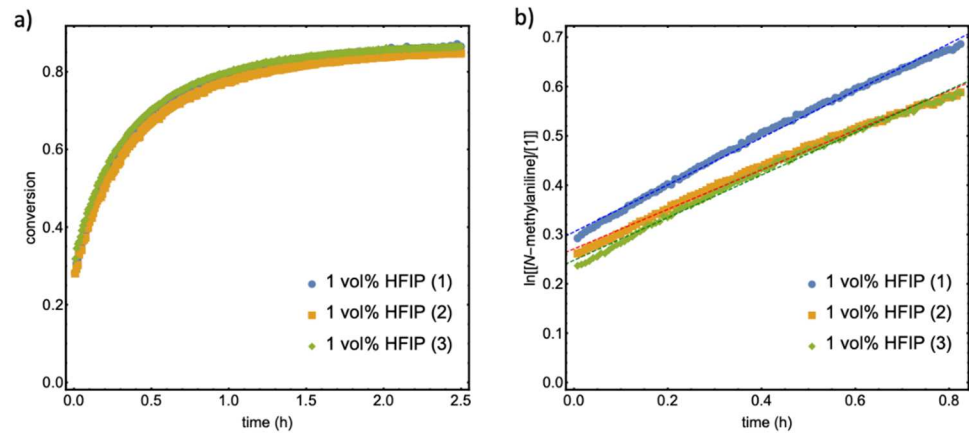 a)
conversion
0.8
0.6
0.4
0.2
0.0
1 vol% HFIP (1)
1 vol% HFIP (2)
1 vol% HFIP (3)
0.0 0.5 1.0 1.5 2.0 2.5
time (h)
b)
ln[[N-methylaniline]/[1]]
0.7
0.6
0.5
0.4
0.3
0.2
0.1
0.0
1 vol% HFIP (1)
1 vol% HFIP (2)
1 vol% HFIP (3)
0.0 0.2 0.4 0.6 0.8
time (h)